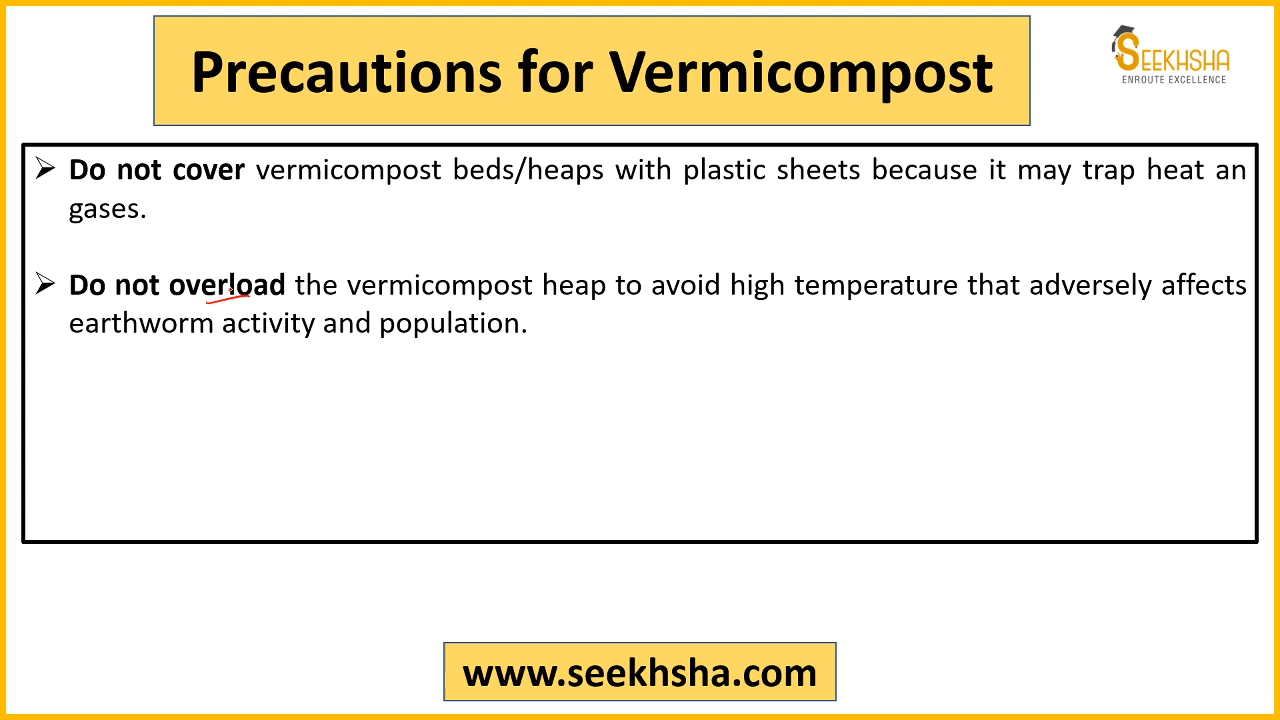 Precautions for Vermicompost
SEEKHSHA
ENROUTE EXCELLENCE
➢ Do not cover vermicompost beds/heaps with plastic sheets because it may trap heat an
gases.
➢ Do not overload the vermicompost heap to avoid high temperature that adversely affects
earthworm activity and population.
www.seekhsha.com